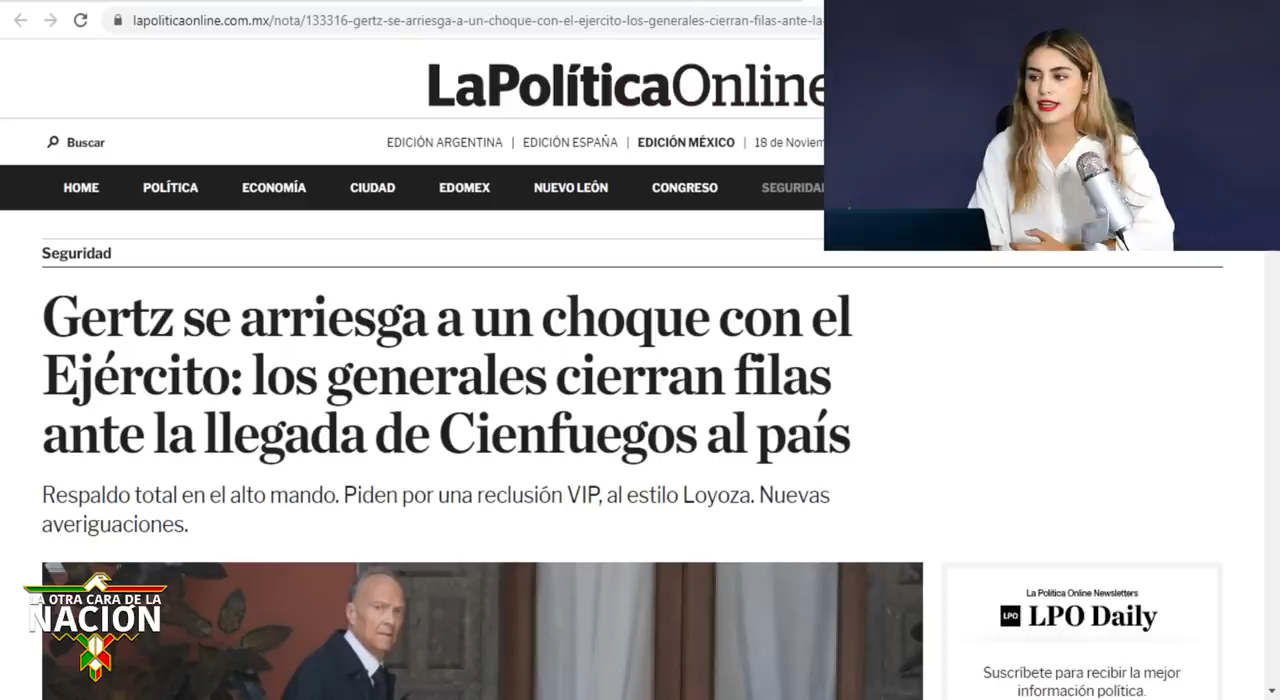 lapoliticaonline.com.mx/nota/133316-gertz-se-arriesga-a-un-choque-con-el-ejercito-los-generales-cierran-filas-ante-la-
LaPolíticaOnline
Buscar
EDICIÓN ARGENTINA | EDICIÓN ESPAÑA | EDICIÓN MÉXICO | 18 de Noviem
HOME POLÍTICA ECONOMÍA CIUDAD EDOMEX NUEVO LEÓN CONGRESO SEGURIDA
Seguridad
Gertz se arriesga a un choque con el
Ejército: los generales cierran filas
ante la llegada de Cienfuegos al país
Respaldo total en el alto mando. Piden por una reclusión VIP, al estilo Loyoza. Nuevas
averiguaciones.
LA OTRA CARA DE LA
NACIÓN
La Política Online Newsletters
LPO LPO Daily
Suscríbete para recibir la mejor
información política.